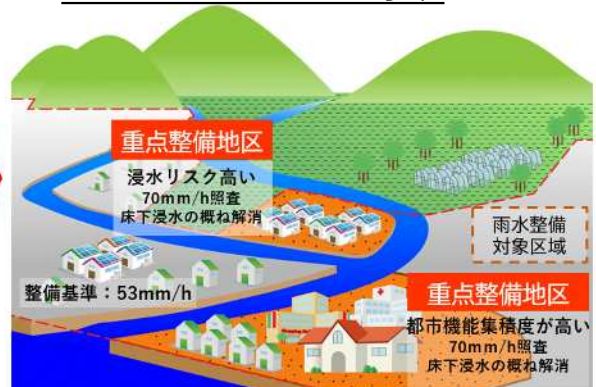 重点整備地区
浸水リスク高い
70mm/h照査
床下浸水の概ね解消
雨水整備
対象区域
整備基準：53mm/h
重点整備地区
都市機能集積度が高い
70mm/h照査
床下浸水の概ね解消